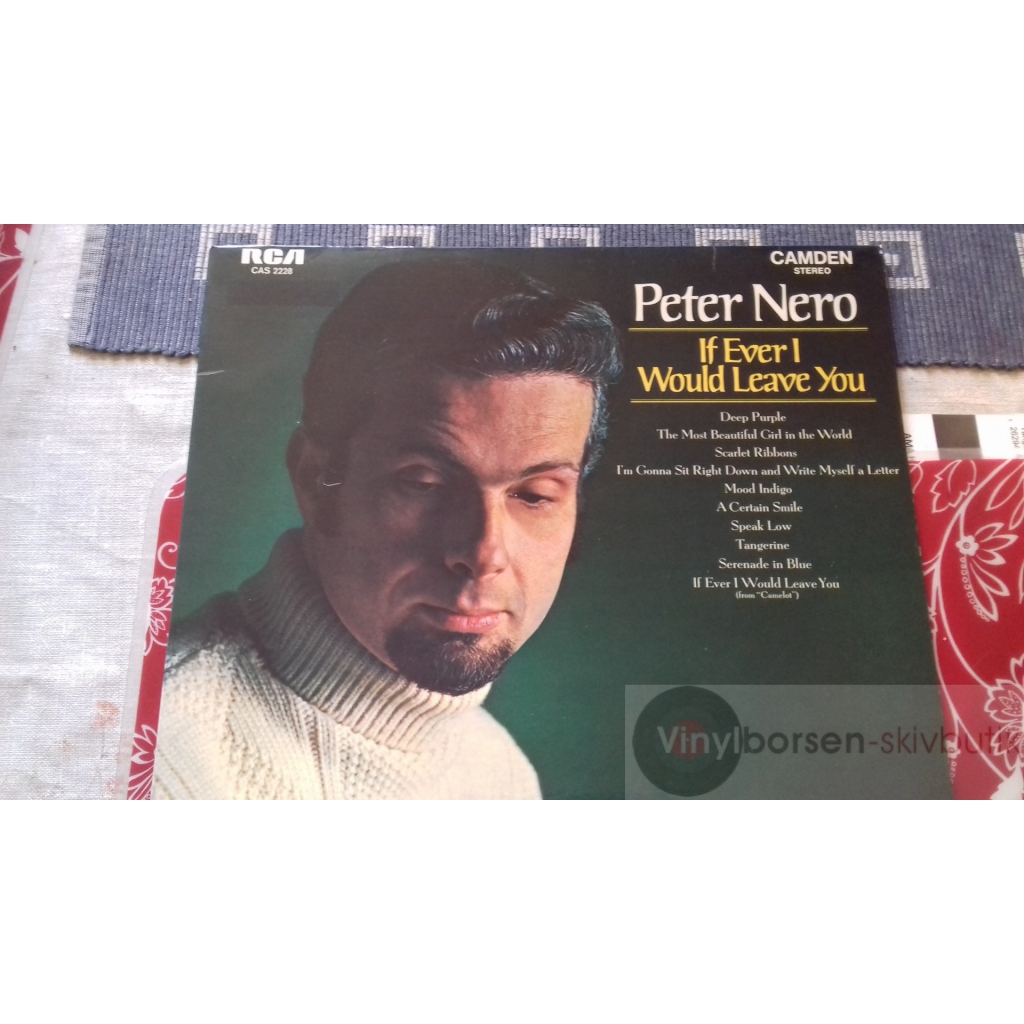 RCA
CAS 2228
CAMDEN
STEREO
Peter Nero
If Ever I
Would Leave You
Deep Purple
The Most Beautiful Girl in the World
Scarlet Ribbons
I'm Gonna Sit Right Down and Write Myself a Letter
Mood Indigo
A Certain Smile
Speak Low
Tangerine
Serenade in Blue
If Ever I Would Leave You
(from "Camelot")
Vinylborsen-skivbuti